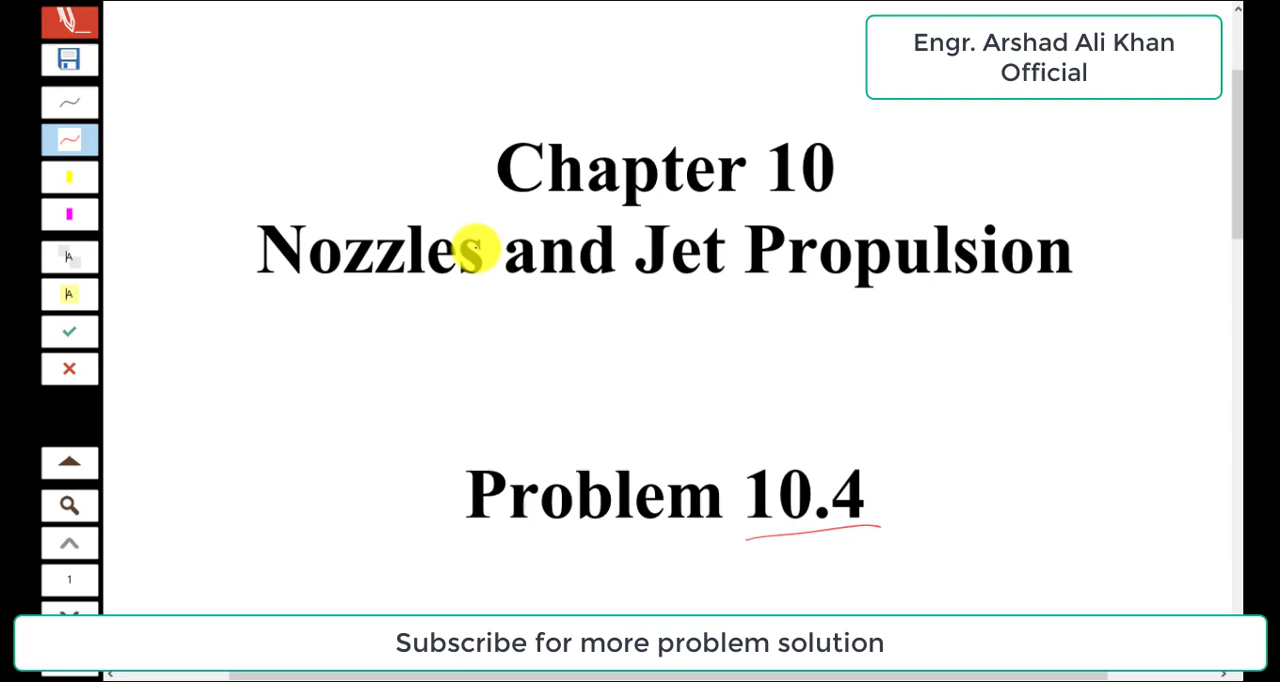 Engr. Arshad Ali Khan
Official
Chapter 10
Nozzles and Jet Propulsion
Problem 10.4
A
A
1
Subscribe for more problem solution